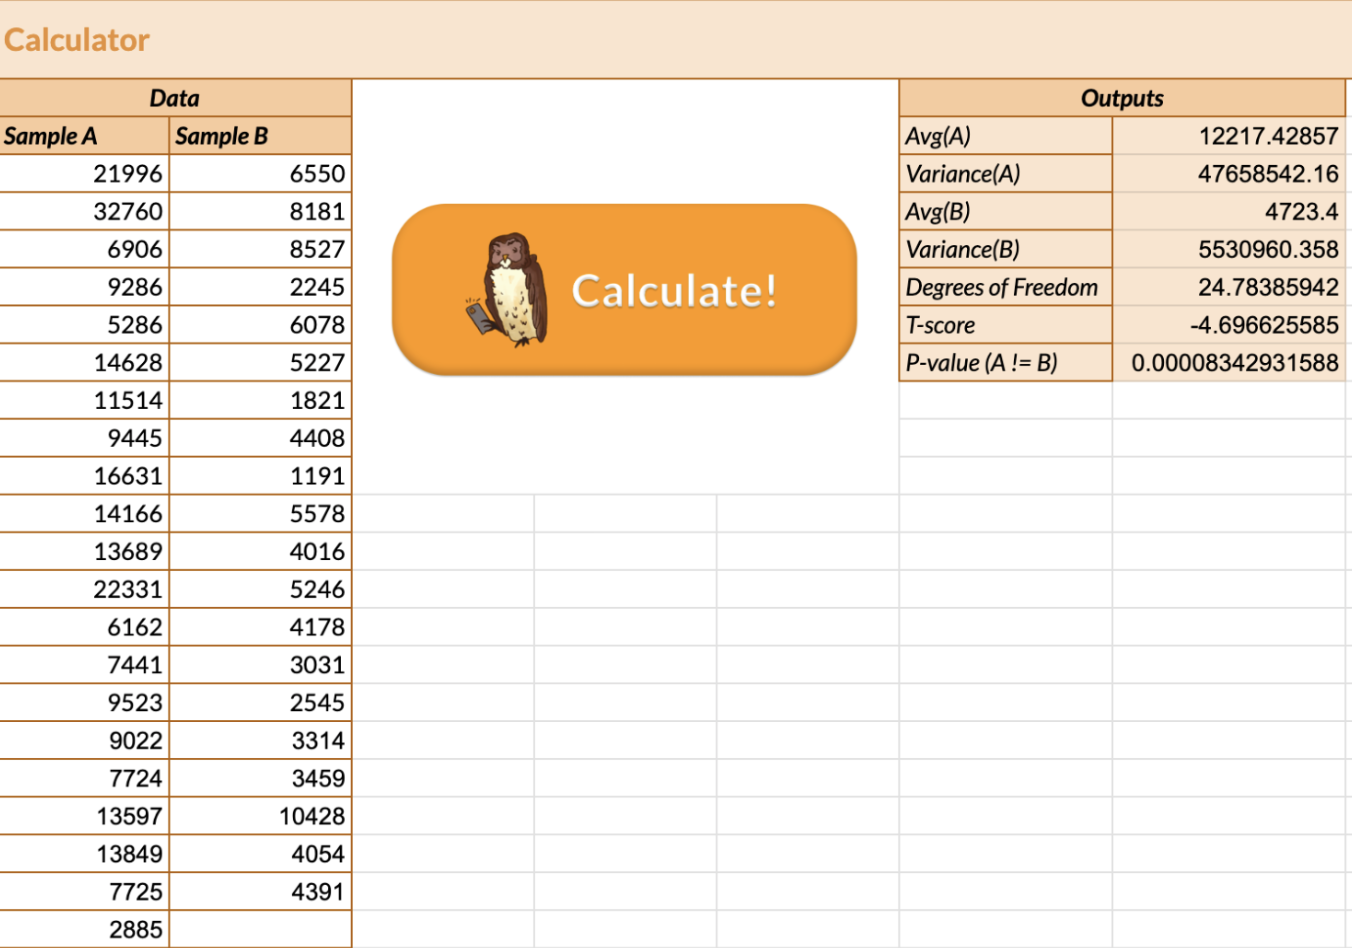 Calculator
Data Outputs
Sample A Sample B Avg(A) 12217.42857
21996 6550 Variance(A) 47658542.16
32760 8181 Avg(B) 4723.4
6906 8527 Variance(B) 5530960.358
9286 2245 Degrees of Freedom 24.78385942
Calculate!
5286 6078 T-score -4.696625585
14628 5227 P-value (A != B) 0.00008342931588
11514 1821
9445 4408
16631 1191
14166 5578
13689 4016
22331 5246
6162 4178
7441 3031
9523 2545
9022 3314
7724 3459
13597 10428
13849 4054
7725 4391
2885